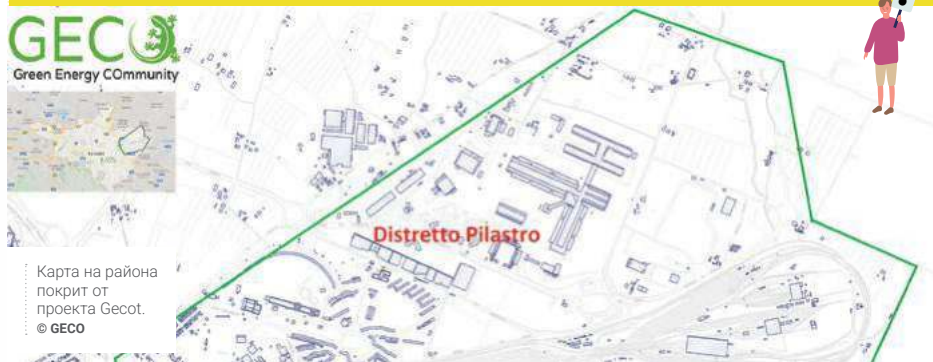 GECO
Green Energy COmmunity
Distretto Pilastro
Карта на района
покрит от
проекта Gecot.
© GECO